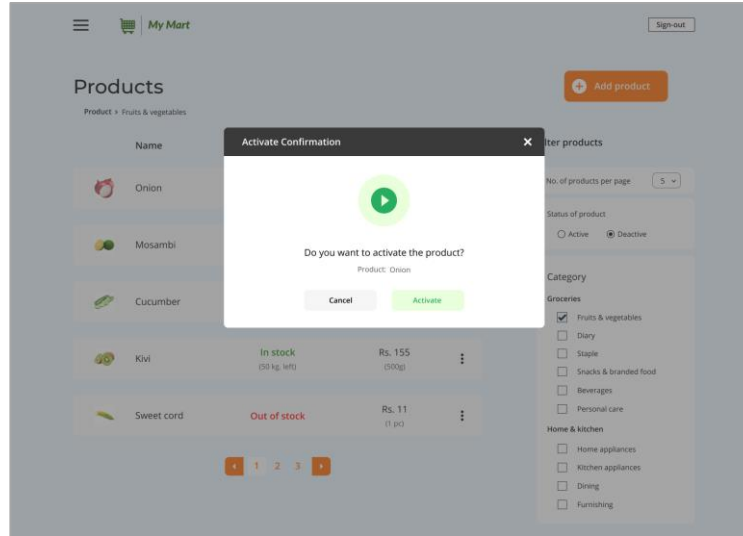 My Mart
Sign-out
Products
Add product
Product > Fruits & vegetables
Name
Activate Confirmation
lter products
Onion
No. of products per page
5
Status of product
Active
Deactive
Mosambi
Do you want to activate the product?
Product: Onion
Cancel
Activate
Cucumber
Category
Groceries
Fruits & vegetables
Diary
Staple
Snacks & branded food
Beverages
Personal care
Home & kitchen
Home appliances
Kitchen appliances
Dining
Furnishing
Kivi
In stock
(50 kg, left)
Rs. 155
(500g)
Sweet cord
Out of stock
Rs. 11
(1 pc)
1 2 3